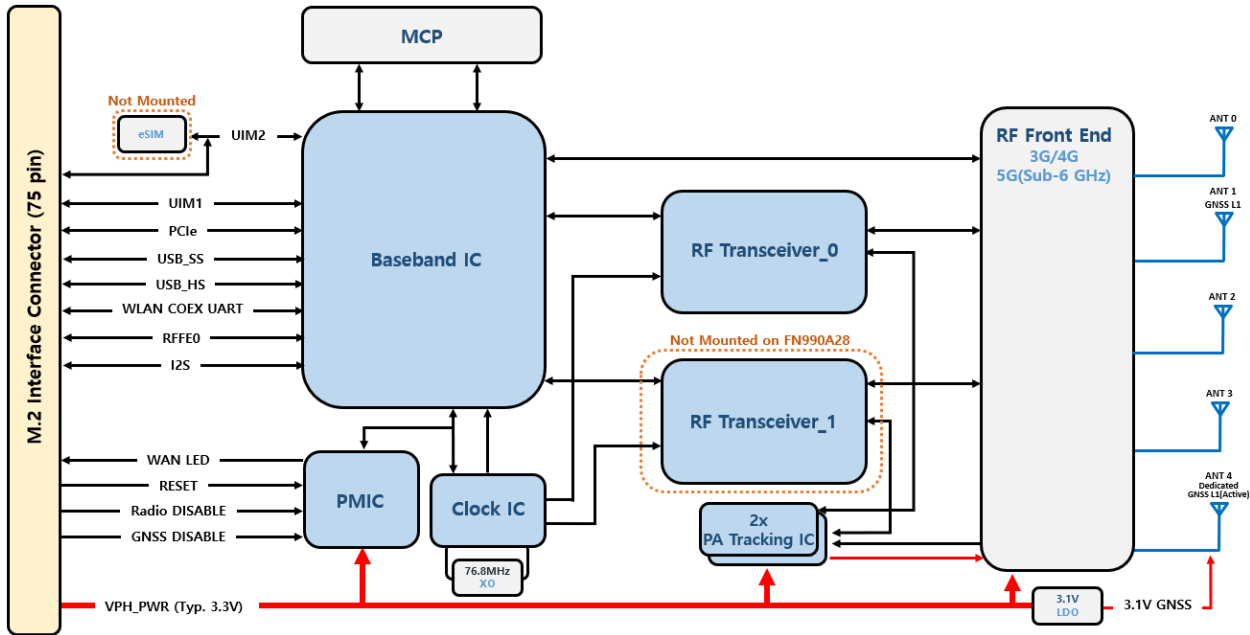 MCP
Not Mounted
eSIM
UIM2
M.2 Interface Connector (75 pin)
UIM1
PCIe
USB_SS
USB_HS
WLAN COEX UART
RFFE0
I2S
Baseband IC
RF Transceiver_0
Not Mounted on FN990A28
RF Transceiver_1
RF Front End
3G/4G
5G(Sub-6 GHz)
ANT 0
ANT 1
GNSS L1
ANT 2
ANT 3
ANT 4
Dedicated
GNSS L1(Active)
WAN LED
RESET
Radio DISABLE
GNSS DISABLE
PMIC
Clock IC
76.8MHz
XO
2x
PA Tracking IC
VPH_PWR (Typ. 3.3V)
3.1V
LDO
3.1V GNSS